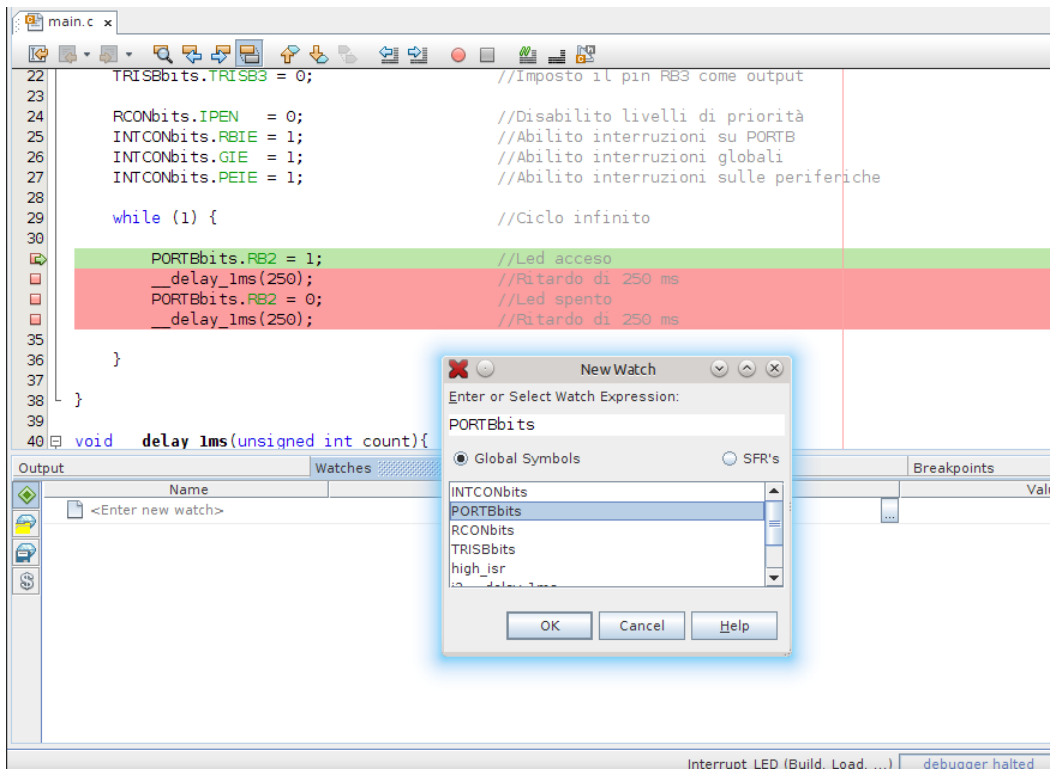 main.c x
22 TRISBbits.TRISB3 = 0; //Imposto il pin RB3 come output
23
24 RCONbits.IPEN = 0; //Disabilito livelli di priorità
25 INTCONbits.RBIE = 1; //Abilito interruzioni su PORTB
26 INTCONbits.GIE = 1; //Abilito interruzioni globali
27 INTCONbits.PEIE = 1; //Abilito interruzioni sulle periferiche
28
29 while (1) { //Ciclo infinito
30
PORTBbits.RB2 = 1; //Led acceso
__delay_1ms(250); //Ritardo di 250 ms
PORTBbits.RB2 = 0; //Led spento
__delay_1ms(250); //Ritardo di 250 ms
35
36 }
37
38 }
39
40 void delay 1ms(unsigned int count){
New Watch
Enter or Select Watch Expression:
PORTBbits
Global Symbols SFR's
INTCONbits
PORTBbits
RCONbits
TRISBbits
high_isr
OK Cancel Help
Output Watches Breakpoints
Name Valu
<Enter new watch> ...
Interrupt_LED (Build, Load, ...) debugger halted